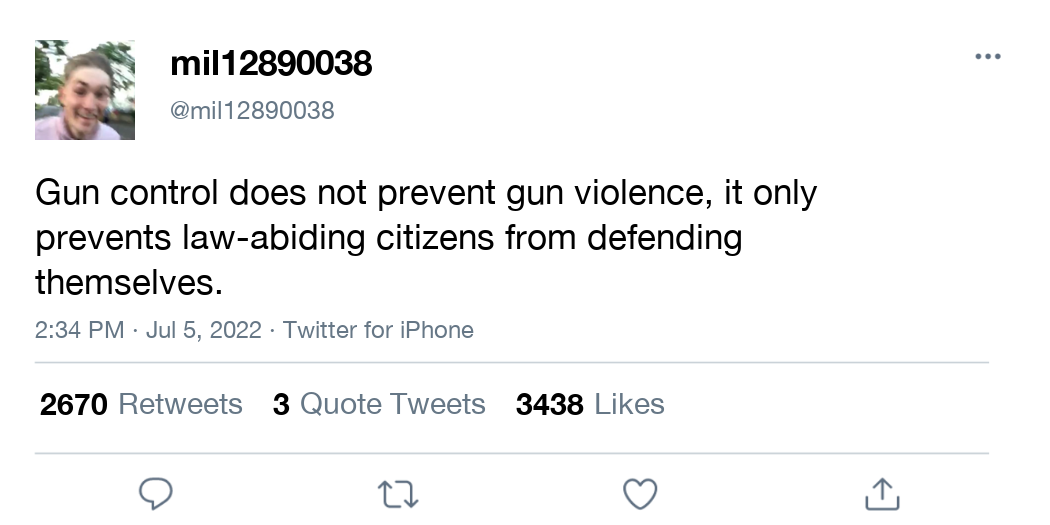 mil12890038
@mil12890038
Gun control does not prevent gun violence, it only
prevents law-abiding citizens from defending
themselves.
2:34 PM · Jul 5, 2022 · Twitter for iPhone
2670 Retweets 3 Quote Tweets 3438 Likes